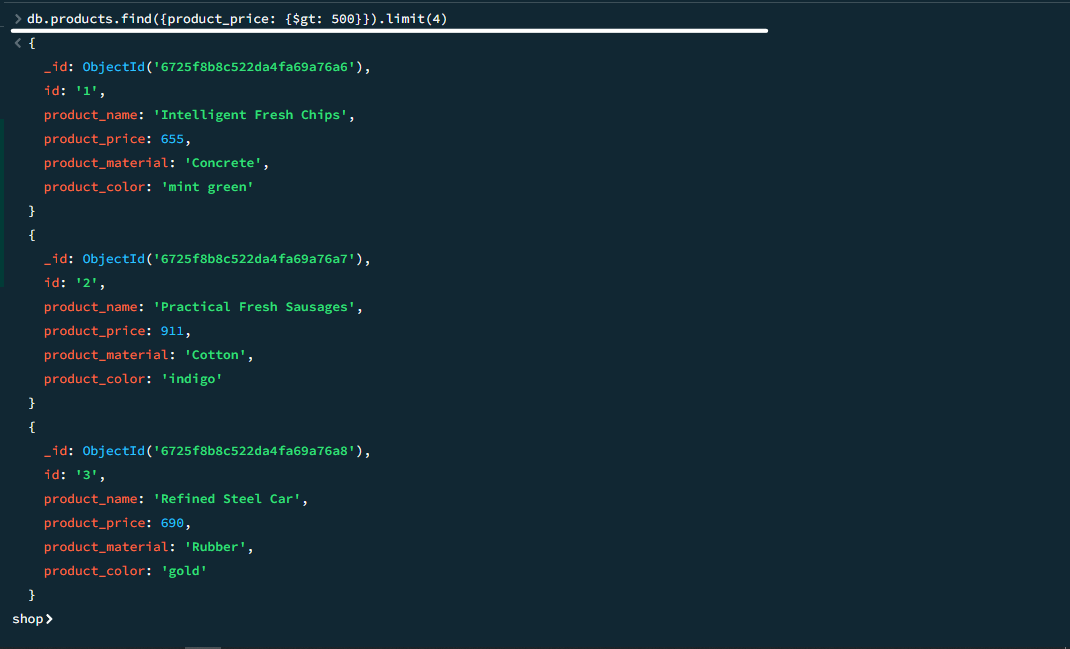 > db.products.find({product_price: {$gt: 500}}).limit(4)
< {
_id: ObjectId('6725f8b8c522da4fa69a76a6'),
id: '1',
product_name: 'Intelligent Fresh Chips',
product_price: 655,
product_material: 'Concrete',
product_color: 'mint green'
}
{
_id: ObjectId('6725f8b8c522da4fa69a76a7'),
id: '2',
product_name: 'Practical Fresh Sausages',
product_price: 911,
product_material: 'Cotton',
product_color: 'indigo'
}
{
_id: ObjectId('6725f8b8c522da4fa69a76a8'),
id: '3',
product_name: 'Refined Steel Car',
product_price: 690,
product_material: 'Rubber',
product_color: 'gold'
}
shop>